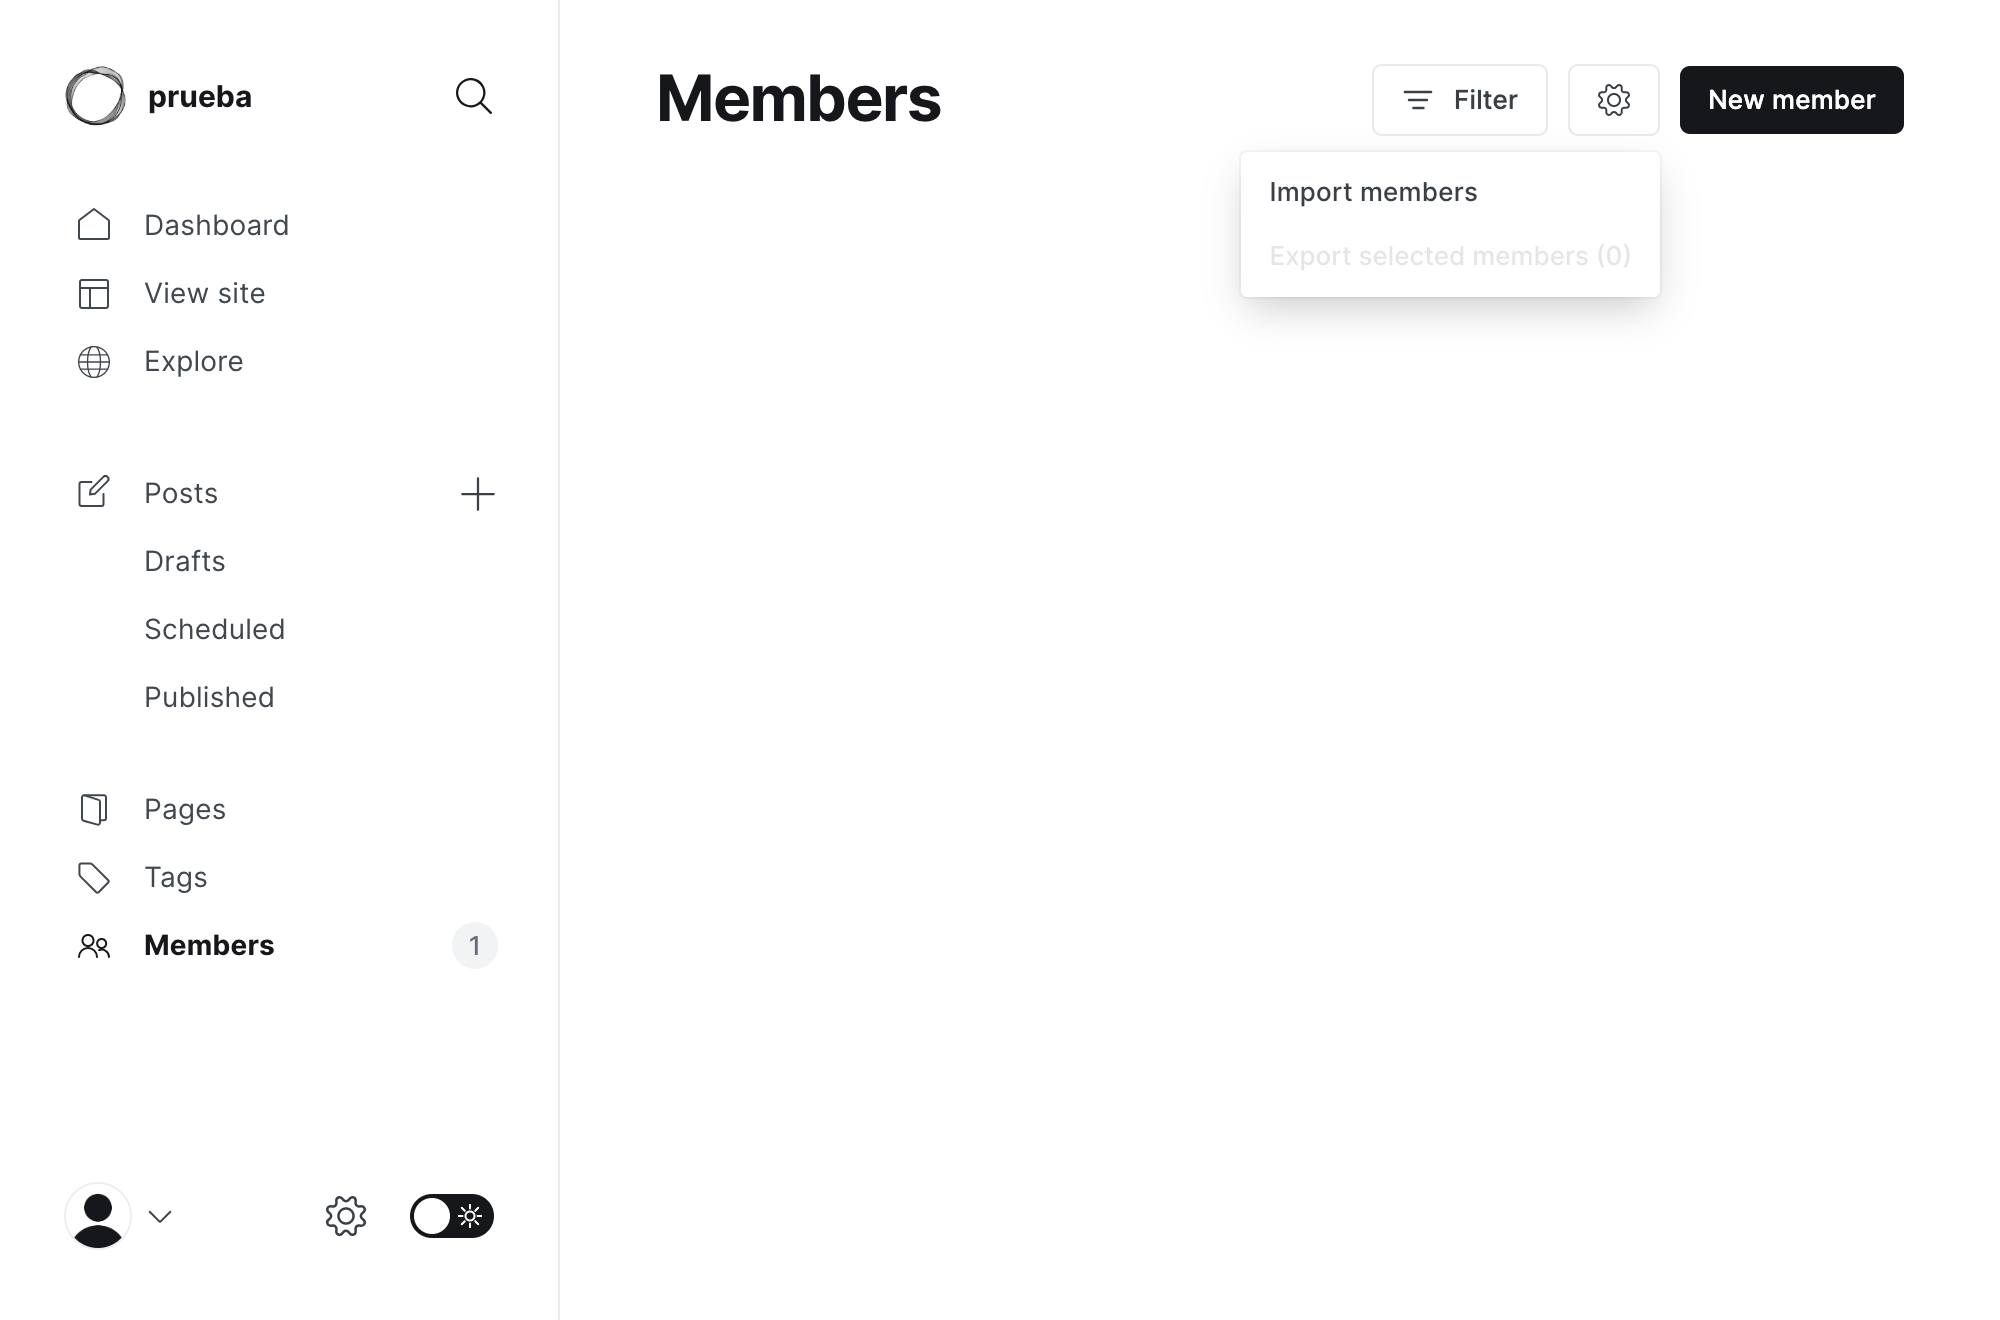 prueba
Dashboard
View site
Explore
Posts
Drafts
Scheduled
Published
Pages
Tags
Members
1
Members
Filter
New member
Import members
Export selected members (0)